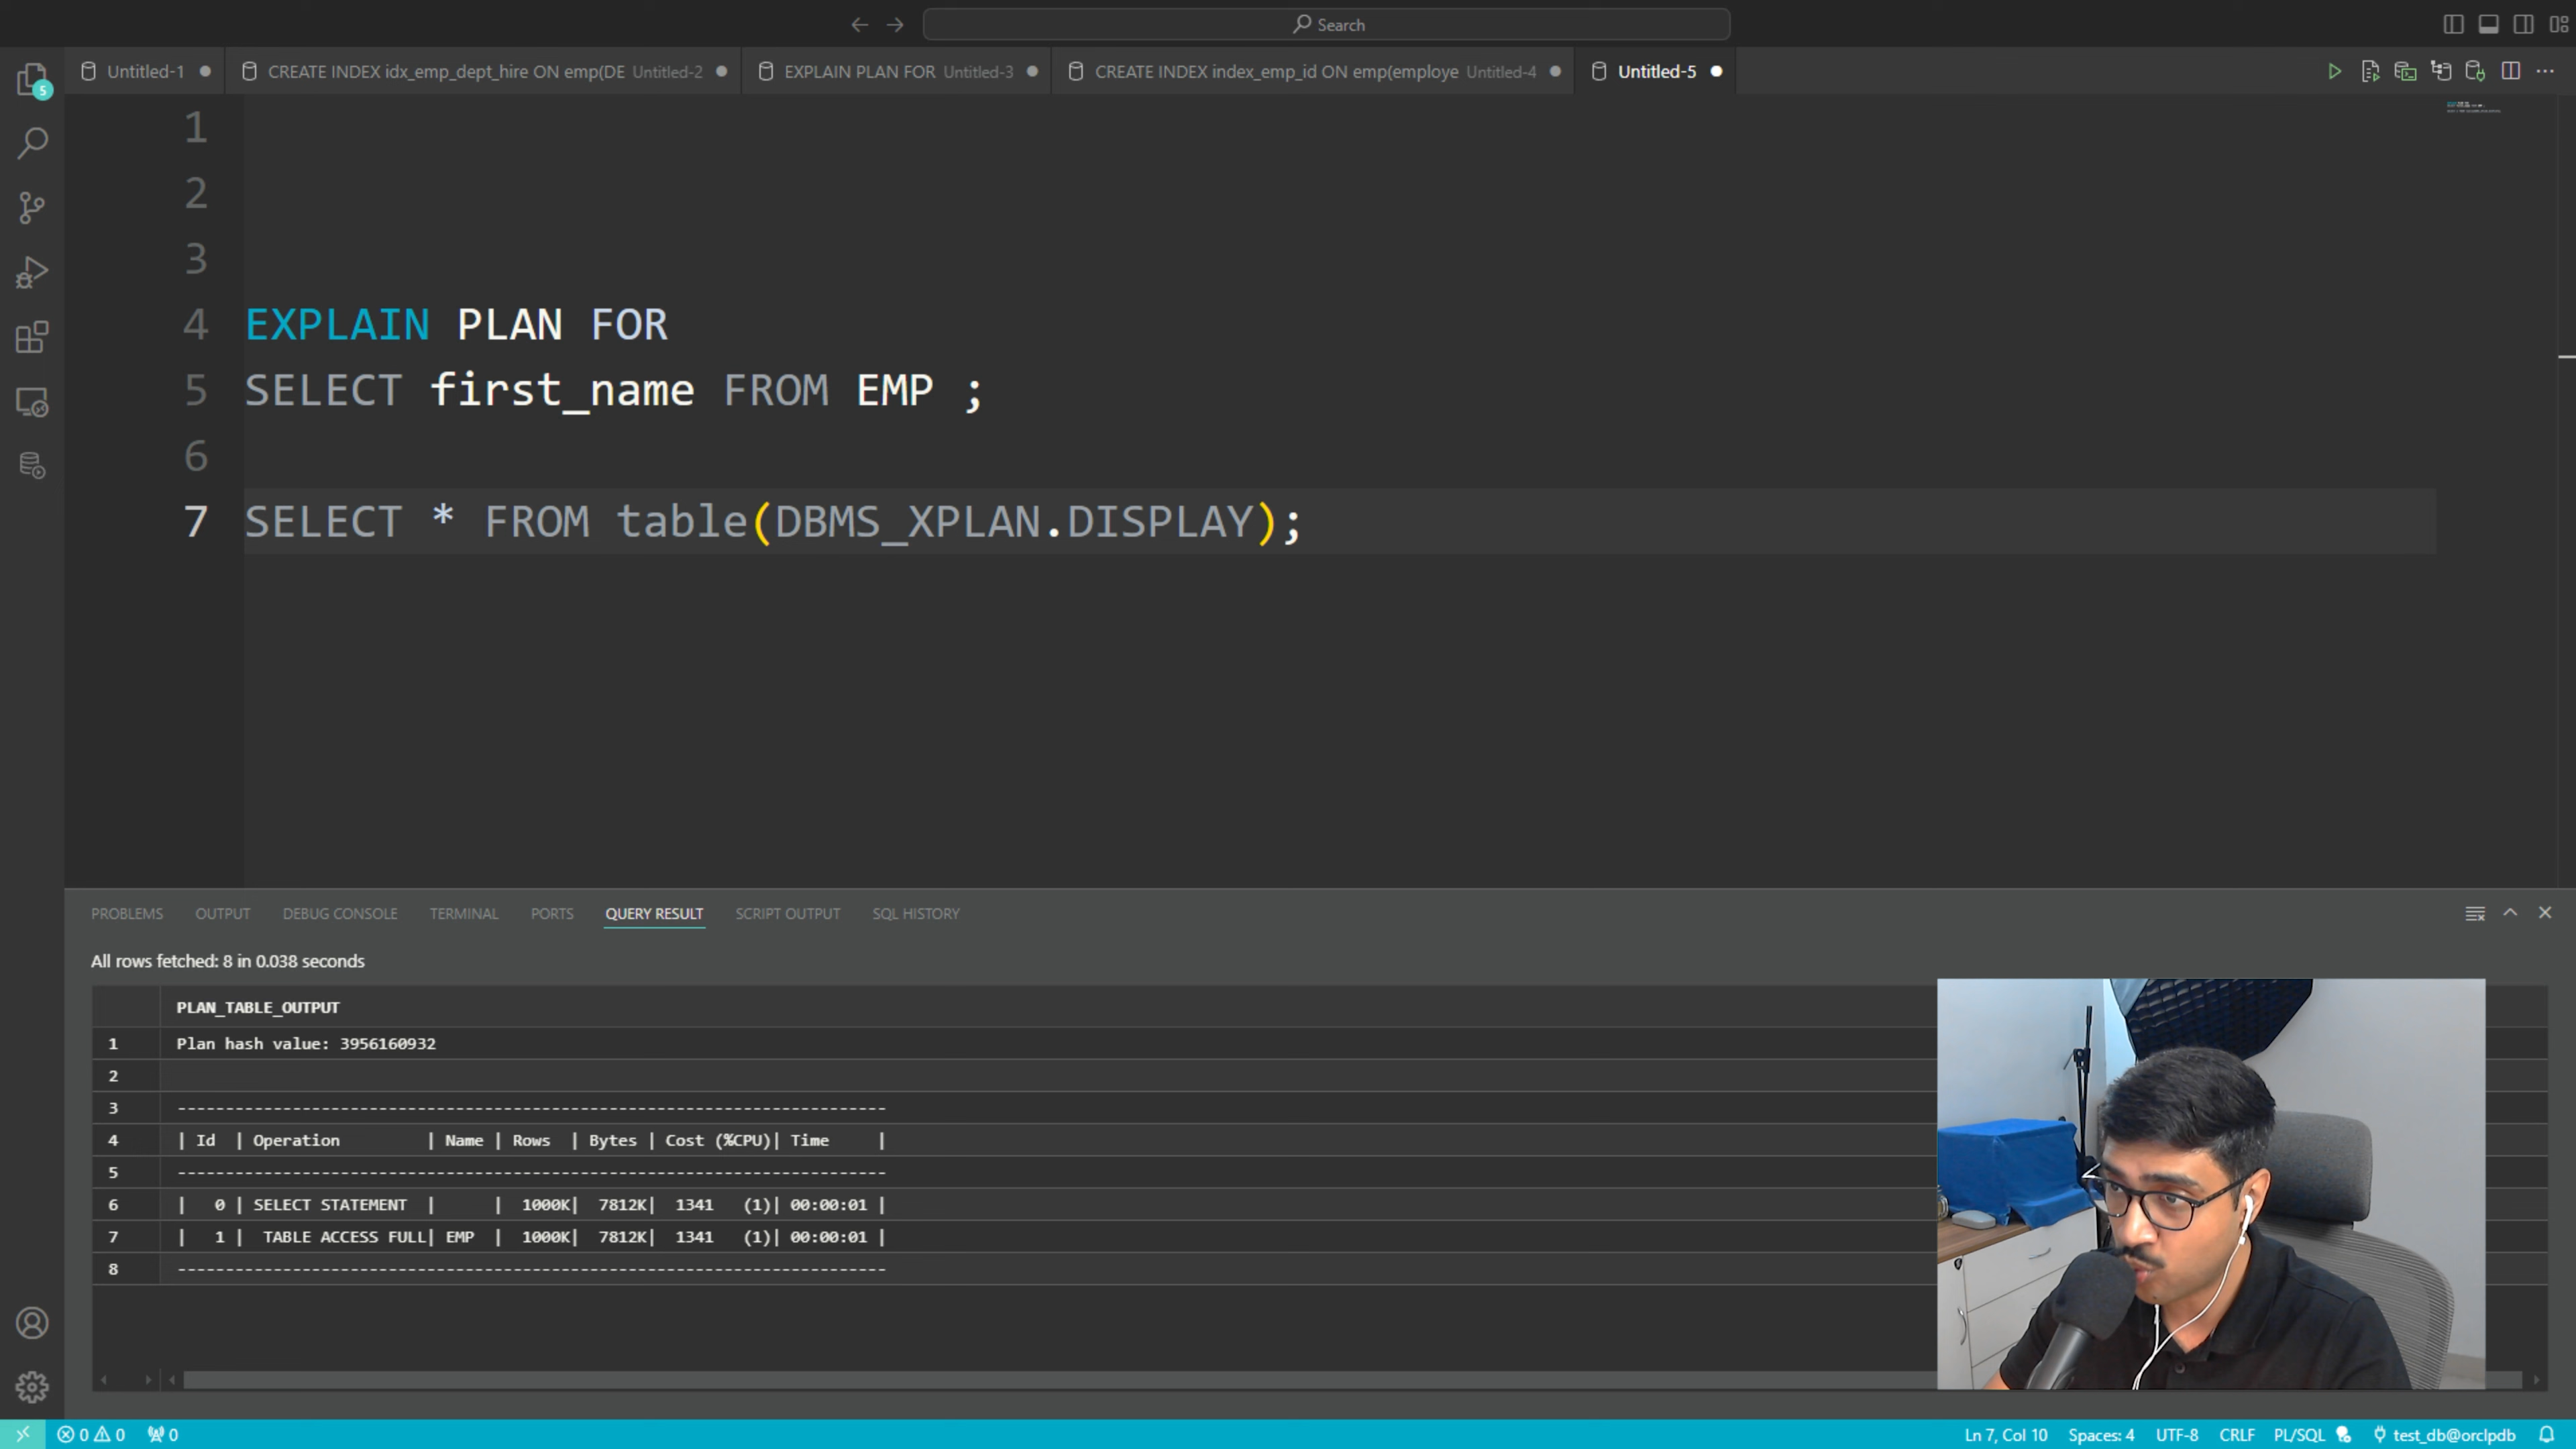 Search
Untitled-1
CREATE INDEX idx_emp_dept_hire ON emp(DE Untitled-2
EXPLAIN PLAN FOR Untitled-3
CREATE INDEX index_emp_id ON emp(employe Untitled-4
Untitled-5
5
1
2
3
4 EXPLAIN PLAN FOR
5 SELECT first_name FROM EMP ;
6
7 SELECT * FROM table(DBMS_XPLAN.DISPLAY);
PROBLEMS OUTPUT DEBUG CONSOLE TERMINAL PORTS QUERY RESULT SCRIPT OUTPUT SQL HISTORY
All rows fetched: 8 in 0.038 seconds
PLAN_TABLE_OUTPUT
1 Plan hash value: 3956160932
2
3 --------------------------------------------------------------------------
4 | Id | Operation | Name | Rows | Bytes | Cost (%CPU)| Time |
5 --------------------------------------------------------------------------
6 | 0 | SELECT STATEMENT | | 1000K| 7812K| 1341 (1)| 00:00:01 |
7 | 1 | TABLE ACCESS FULL| EMP | 1000K| 7812K| 1341 (1)| 00:00:01 |
8 --------------------------------------------------------------------------
0 0 0 Ln 7, Col 10 Spaces: 4 UTF-8 CRLF PL/SQL test_db@orclpdb